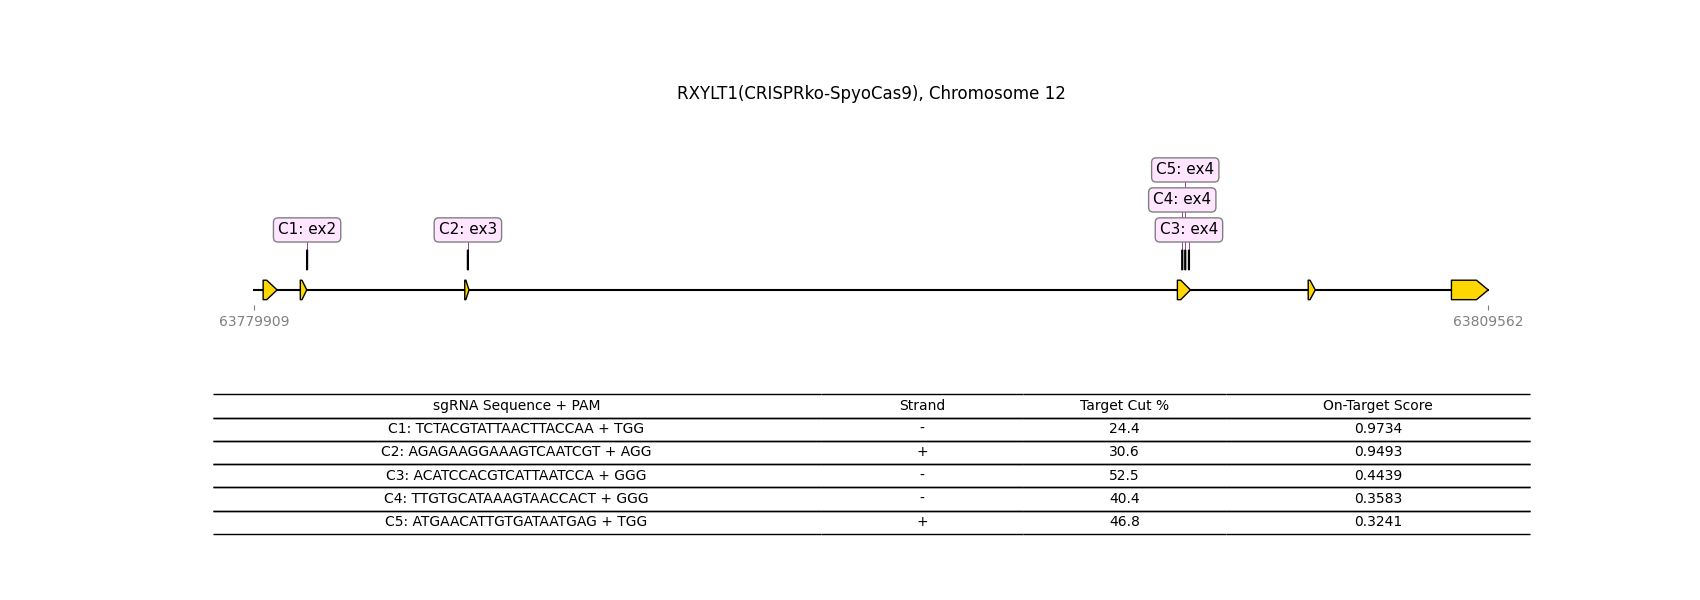 RXYLT1(CRISPRko-SpyoCas9), Chromosome 12
C5: ex4
C4: ex4
C1: ex2 C2: ex3 C3: ex4
63779909 63809562
sgRNA Sequence + PAM Strand Target Cut % On-Target Score
C1: TCTACGTATTAACTTACCAA + TGG - 24.4 0.9734
C2: AGAGAAGGAAAGTCAATCGT + AGG + 30.6 0.9493
C3: ACATCCACGTCATTAATCCA + GGG - 52.5 0.4439
C4: TTGTGCATAAAGTAACCACT + GGG - 40.4 0.3583
C5: ATGAACATTGTGATAATGAG + TGG + 46.8 0.3241